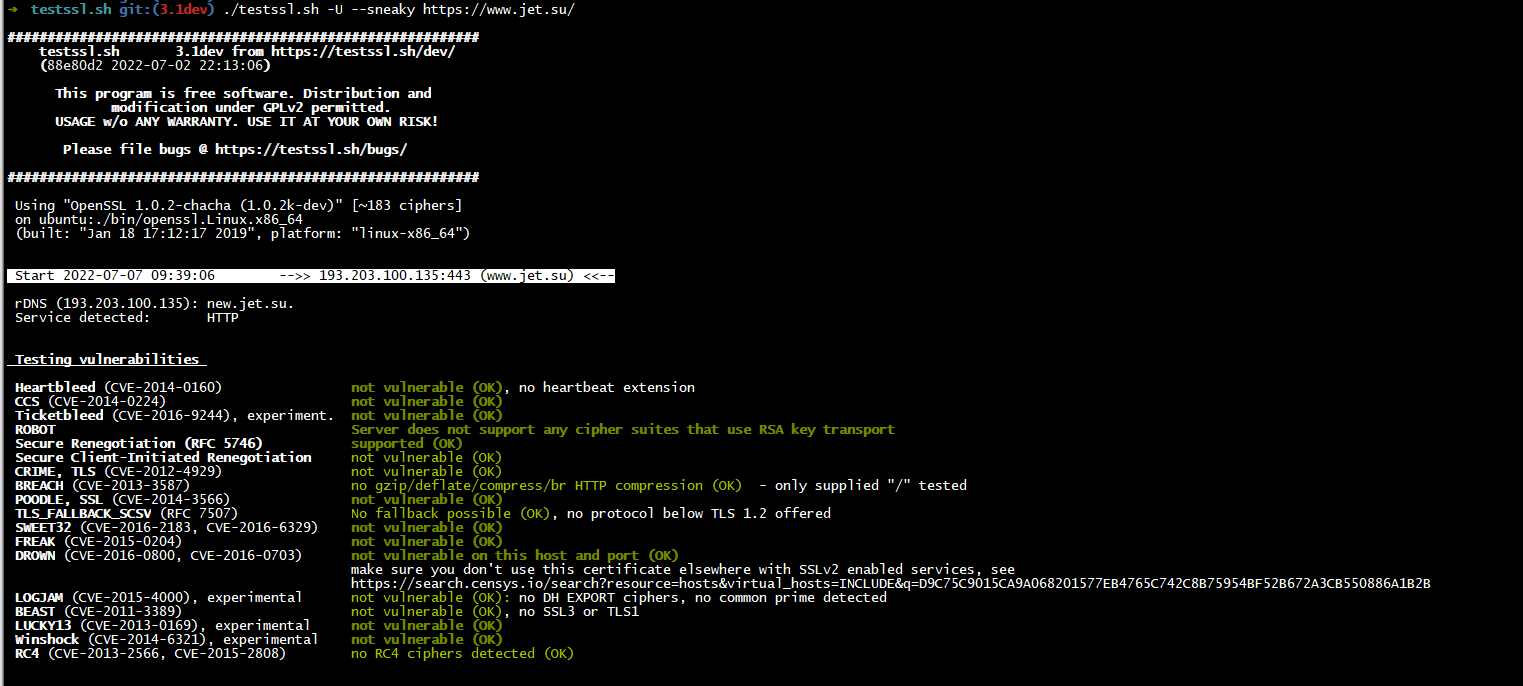 ➔ testssl.sh git:(3.1dev) ./testssl.sh -U --sneaky https://www.jet.su/
###########################################################
testssl.sh 3.1dev from https://testssl.sh/dev/
(88e80d2 2022-07-02 22:13:06)
This program is free software. Distribution and
modification under GPLv2 permitted.
USAGE w/o ANY WARRANTY. USE IT AT YOUR OWN RISK!
Please file bugs @ https://testssl.sh/bugs/
###########################################################
Using "OpenSSL 1.0.2-chacha (1.0.2k-dev)" [~183 ciphers]
on ubuntu:./bin/openssl.Linux.x86_64
(built: "Jan 18 17:12:17 2019", platform: "linux-x86_64")
Start 2022-07-07 09:39:06 -->> 193.203.100.135:443 (www.jet.su) <<--
rDNS (193.203.100.135): new.jet.su.
Service detected: HTTP
Testing vulnerabilities
Heartbleed (CVE-2014-0160) not vulnerable (OK), no heartbeat extension
CCS (CVE-2014-0224) not vulnerable (OK)
Ticketbleed (CVE-2016-9244), experiment. not vulnerable (OK)
ROBOT Server does not support any cipher suites that use RSA key transport
Secure Renegotiation (RFC 5746) supported (OK)
Secure Client-Initiated Renegotiation not vulnerable (OK)
CRIME, TLS (CVE-2012-4929) not vulnerable (OK)
BREACH (CVE-2013-3587) no gzip/deflate/compress/br HTTP compression (OK) - only supplied "/" tested
POODLE, SSL (CVE-2014-3566) not vulnerable (OK)
TLS_FALLBACK_SCSV (RFC 7507) No fallback possible (OK), no protocol below TLS 1.2 offered
SWEET32 (CVE-2016-2183, CVE-2016-6329) not vulnerable (OK)
FREAK (CVE-2015-0204) not vulnerable (OK)
DROWN (CVE-2016-0800, CVE-2016-0703) not vulnerable on this host and port (OK)
make sure you don't use this certificate elsewhere with SSLv2 enabled services, see
https://search.censys.io/search?resource=hosts&virtual_hosts=INCLUDE&q=D9C75C9015CA9A068201577EB4765C742C8B75954BF52B672A3CB550886A1B2B
LOGJAM (CVE-2015-4000), experimental not vulnerable (OK): no DH EXPORT ciphers, no common prime detected
BEAST (CVE-2011-3389) not vulnerable (OK), no SSL3 or TLS1
LUCKY13 (CVE-2013-0169), experimental not vulnerable (OK)
Winshock (CVE-2014-6321), experimental not vulnerable (OK)
RC4 (CVE-2013-2566, CVE-2015-2808) no RC4 ciphers detected (OK)